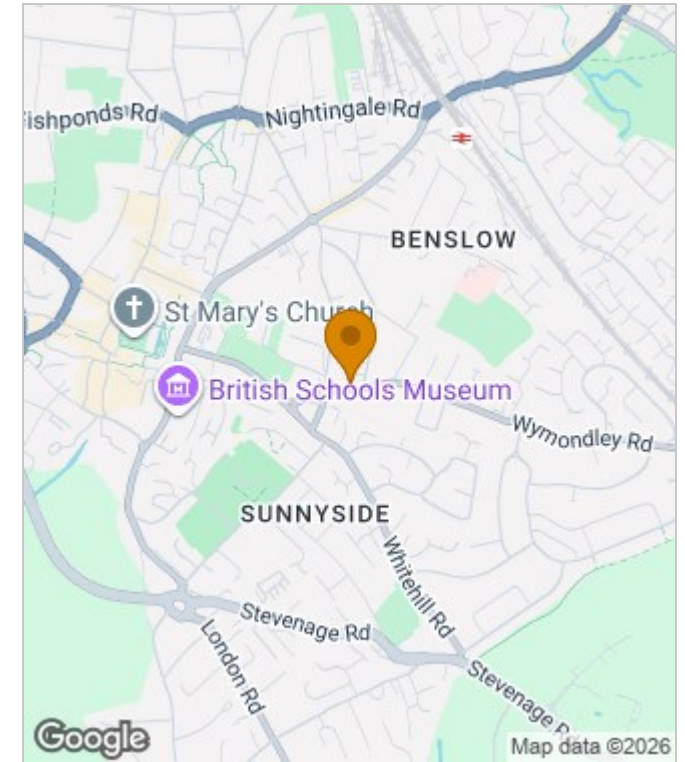 ishponds Rd
Nightingale Rd
BENSLOW
St Mary's Church
British Schools Museum
Wymondley Rd
SUNNYSIDE
Whitehill Rd
Stevenage Rd
London Rd
Stevenage Rd
Google
Map data ©2026